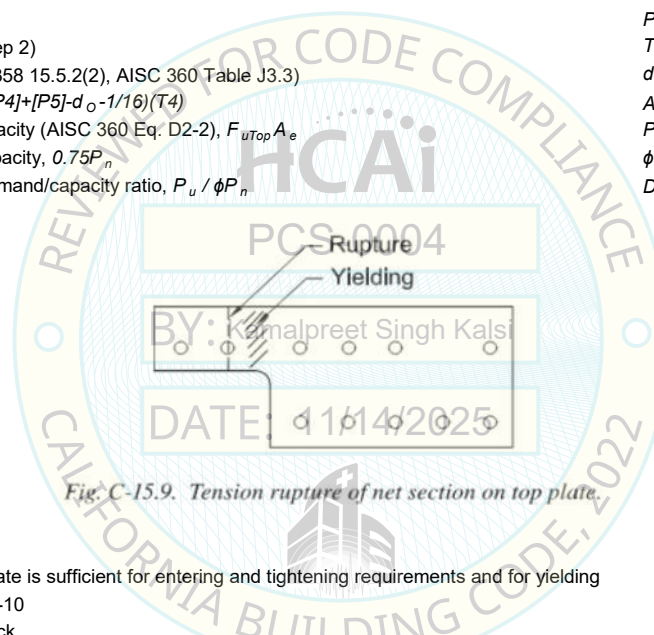 P
ep 2)
T
358 15.5.2(2), AISC 360 Table J3.3)
d
P4]+[P5]-d O -1/16)(T4)
A
acity (AISC 360 Eq. D2-2), F uTop A e
P
pacity, 0.75P n
ϕ
mand/capacity ratio, P u / ϕP n
D
REVIEWED FOR CODE COMPLIANCE
HCAi
PCS-0004
Rupture
Yielding
BY: Kamalpreet Singh Kalsi
DATE: 11/14/2025
Fig. C-15.9. Tension rupture of net section on top plate.
ate is sufficient for entering and tightening requirements and for yielding
-10
ck
CALIFORNIA BUILDING CODE, 2022